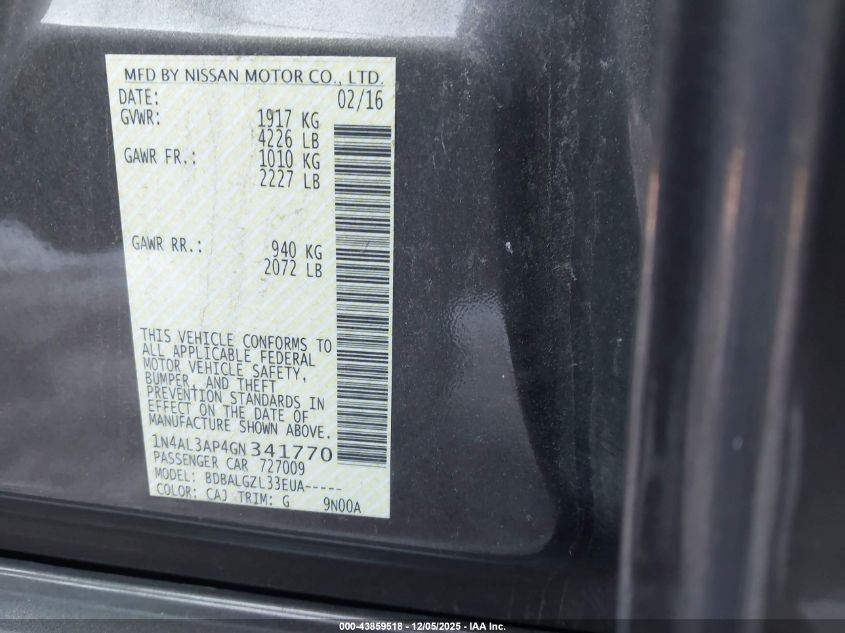 MFD BY NISSAN MOTOR CO., LTD.
DATE: 02/16
GVWR: 1917 KG
4226 LB
GAWR FR.: 1010 KG
2227 LB
GAWR RR.: 940 KG
2072 LB
THIS VEHICLE CONFORMS TO
ALL APPLICABLE FEDERAL
MOTOR VEHICLE SAFETY,
BUMPER, AND THEFT
PREVENTION STANDARDS IN
EFFECT ON THE DATE OF
MANUFACTURE SHOWN ABOVE.
1N4AL3AP4GN341770
PASSENGER CAR 727009
MODEL: BDBALGZL33EUA-----
COLOR: CAJ TRIM: G 9N00A
000-43859518 - 12/05/2025 - IAA Inc.